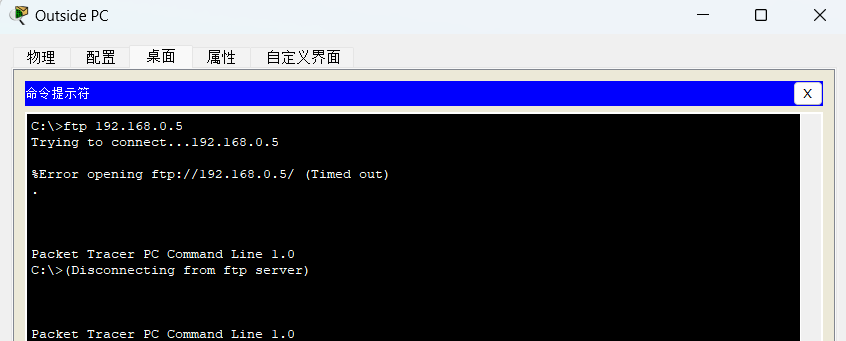 Outside PC
物理 配置 桌面 属性 自定义界面
命令提示符 X
C:\>ftp 192.168.0.5
Trying to connect...192.168.0.5
%Error opening ftp://192.168.0.5/ (Timed out)
.
Packet Tracer PC Command Line 1.0
C:\>(Disconnecting from ftp server)
Packet Tracer PC Command Line 1.0